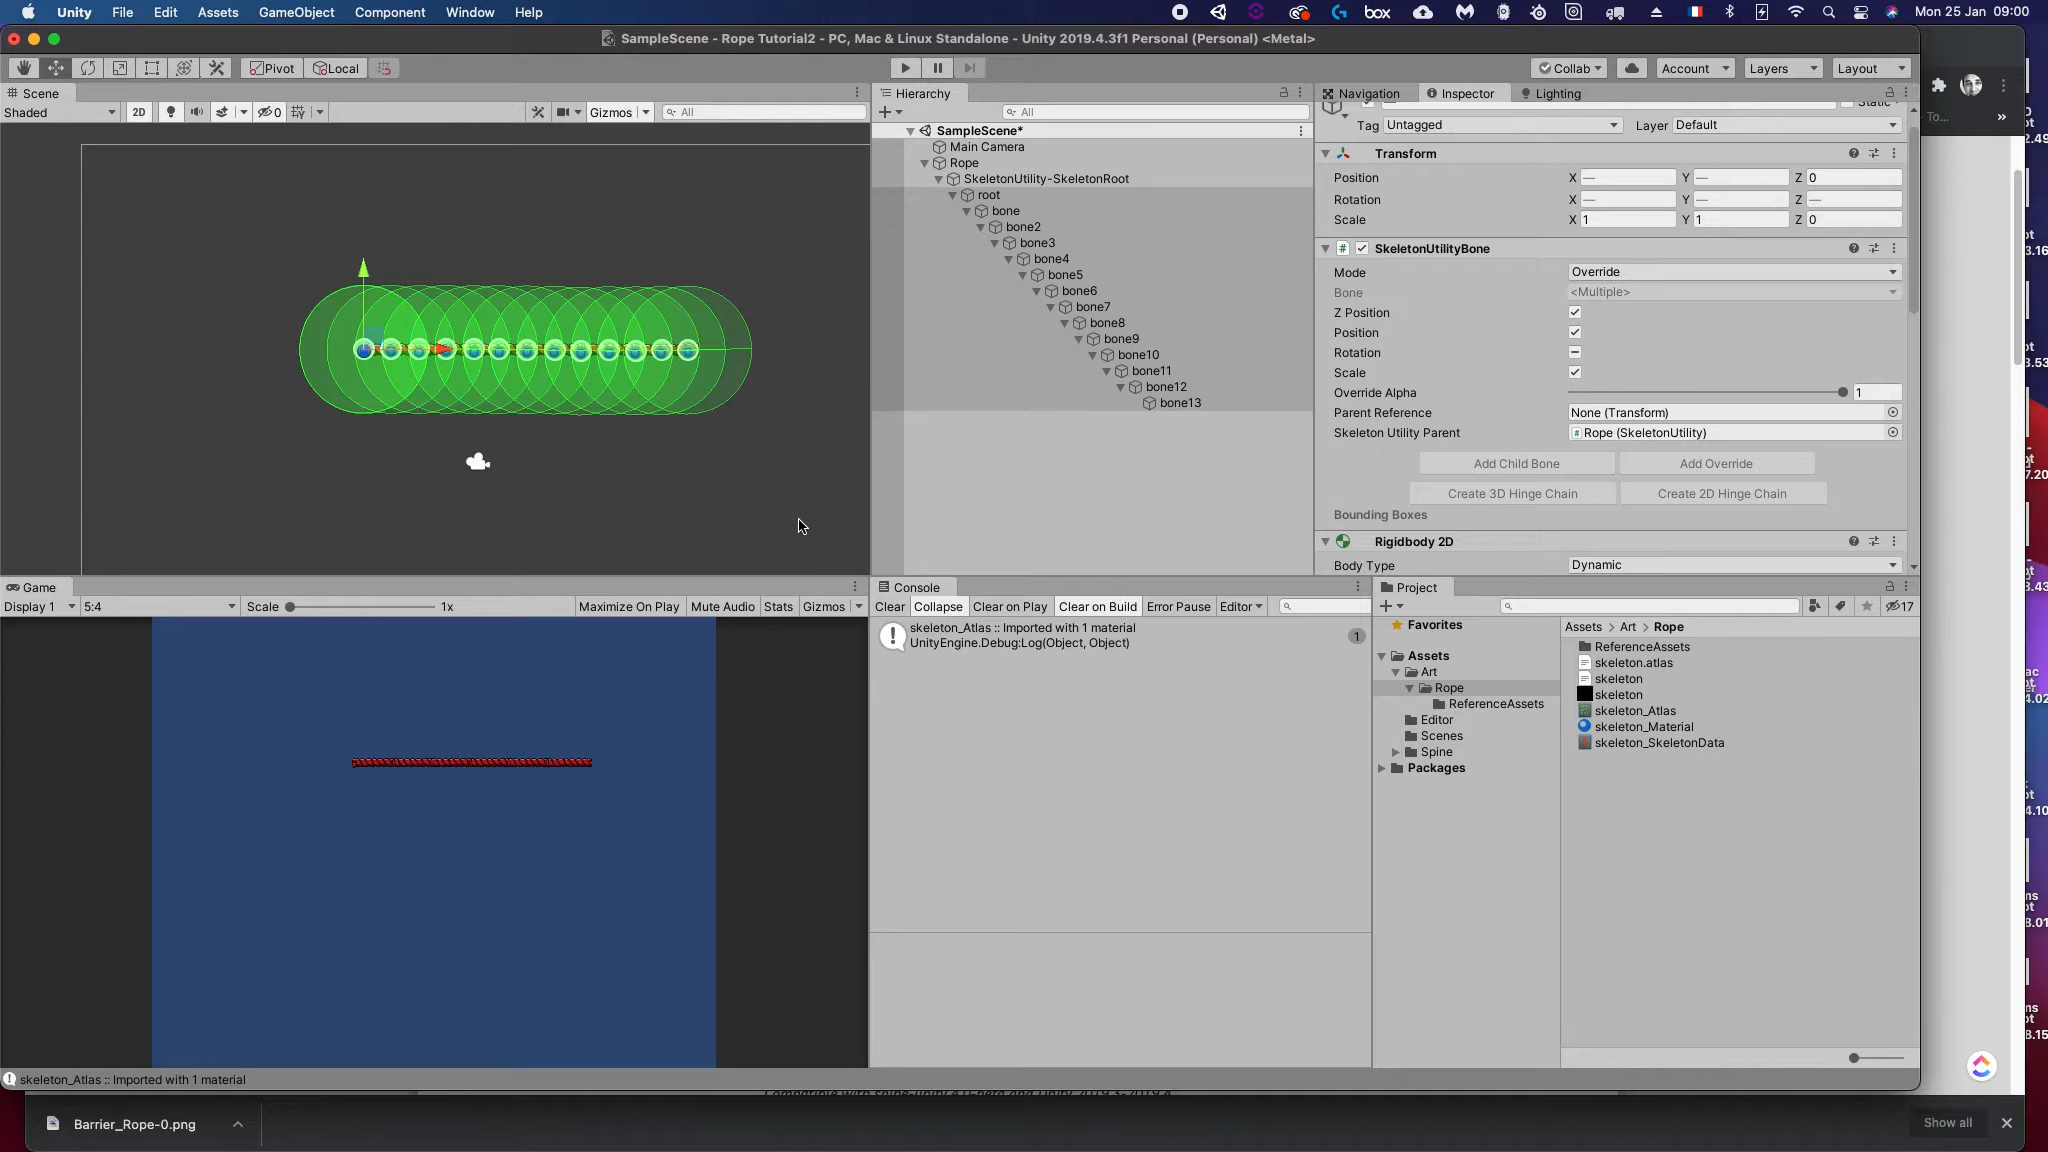 Unity File Edit Assets GameObject Component Window Help
box
Mon 25 Jan 09:00
SampleScene - Rope Tutorial2 - PC, Mac & Linux Standalone - Unity 2019.4.3f1 Personal (Personal) <Metal>
Pivot Local
Collab Account Layers Layout
Scene
Shaded 2D 0 Gizmos All
Hierarchy
All
SampleScene*
Main Camera
Rope
SkeletonUtility-SkeletonRoot
root
bone
bone2
bone3
bone4
bone5
bone6
bone7
bone8
bone9
bone10
bone11
bone12
bone13
Navigation Inspector Lighting
Static
Tag Untagged Layer Default
Transform
Position X — Y — Z 0
Rotation X — Y — Z —
Scale X 1 Y 1 Z 0
SkeletonUtilityBone
Mode Override
Bone <Multiple>
Z Position
Position
Rotation
Scale
Override Alpha 1
Parent Reference None (Transform)
Skeleton Utility Parent Rope (SkeletonUtility)
Add Child Bone Add Override
Create 3D Hinge Chain Create 2D Hinge Chain
Bounding Boxes
Rigidbody 2D
Body Type Dynamic
Game
Display 1 5:4 Scale 1x Maximize On Play Mute Audio Stats Gizmos
Console
Clear Collapse Clear on Play Clear on Build Error Pause Editor
skeleton_Atlas :: Imported with 1 material
UnityEngine.Debug:Log(Object, Object)
1
Project
17
Favorites
Assets
Art
Rope
ReferenceAssets
Editor
Scenes
Spine
Packages
Assets > Art > Rope
ReferenceAssets
skeleton.atlas
skeleton
skeleton
skeleton_Atlas
skeleton_Material
skeleton_SkeletonData
skeleton_Atlas :: Imported with 1 material
Barrier_Rope-0.png
Show all